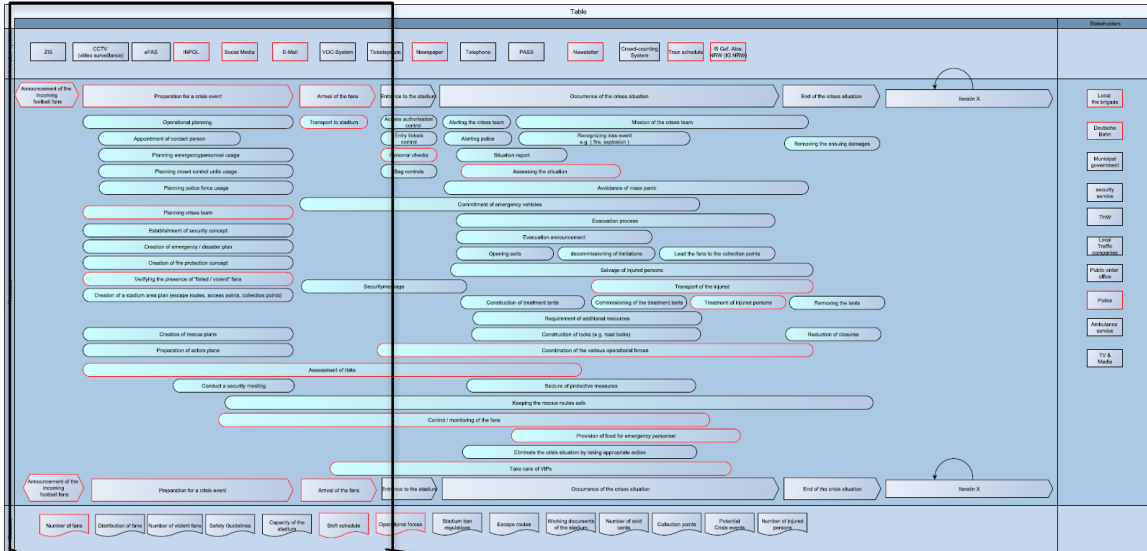 Table
Stakeholders
ZIS
CCTV
(video surveillance)
eFAS
INPOL
Social Media
E-Mail
VOC-System
Ticketsystem
Newspaper
Telephone
PASS
Newsletter
Crowd-counting
System
Train schedule
IS Gef. Abw.
NRW (IG NRW)
Announcement of the
incoming
football fans
Preparation for a crisis event
Arrival of the fans
Entrance to the stadium
Occurrence of the crises situation
End of the crisis situation
Iteratin X
Operational planning
Transport to stadium
Access authorisation
control
Alerting the crises team
Mission of the crises team
Appointment of contact person
Entry tickets
control
Alerting police
Recognizing loss event
e.g. ( fire, explosion )
Removing the ensuing damages
Planning emergencypersonnel usage
Personal checks
Situation report
Planning crowd control units usage
Bag controls
Assessing the situation
Planning police force usage
Avoidance of mass panic
Commitment of emergency vehicles
Planning crises team
Evacuation process
Establishment of security concept
Evacuation announcement
Creation of emergency / disaster plan
Opening exits
decommissioning of limitations
Lead the fans to the collection points
Creation of fire protection concept
Salvage of injured persons
Verifying the presence of "listed / violent" fans
Securitymessage
Transport of the injured
Creation of a stadium area plan (escape routes, access points, collection points)
Construction of treatment tents
Commissioning of the treatment tents
Treatment of injured persons
Removing the tents
Requirement of additional resources
Creation of rescue plans
Construction of locks (e.g. road locks)
Reduction of closures
Preparation of action plans
Coordination of the various operational forces
Assessment of risks
Conduct a security meeting
Seizure of protective measures
Keeping the rescue routes safe
Control / monitoring of the fans
Provision of food for emergency personnel
Eliminate the crisis situation by taking appropriate action
Take care of VIPs
Announcement of the
incoming
football fans
Preparation for a crisis event
Arrival of the fans
Entrance to the stadium
Occurrence of the crises situation
End of the crisis situation
Iteratin X
Number of fans
Distribution of fans
Number of violent fans
Safety Guidelines
Capacity of the
stadium
Shift schedule
Operational forces
Stadium ban
regulations
Escape routes
Working documents
of the stadium
Number of sold
cards
Collection points
Potential
Crisis events
Number of injured
persons
Local
fire brigade
Deutsche
Bahn
Municipal
government
security
service
THW
Local
Traffic
companies
Public order
office
Police
Ambulance
service
TV &
Media